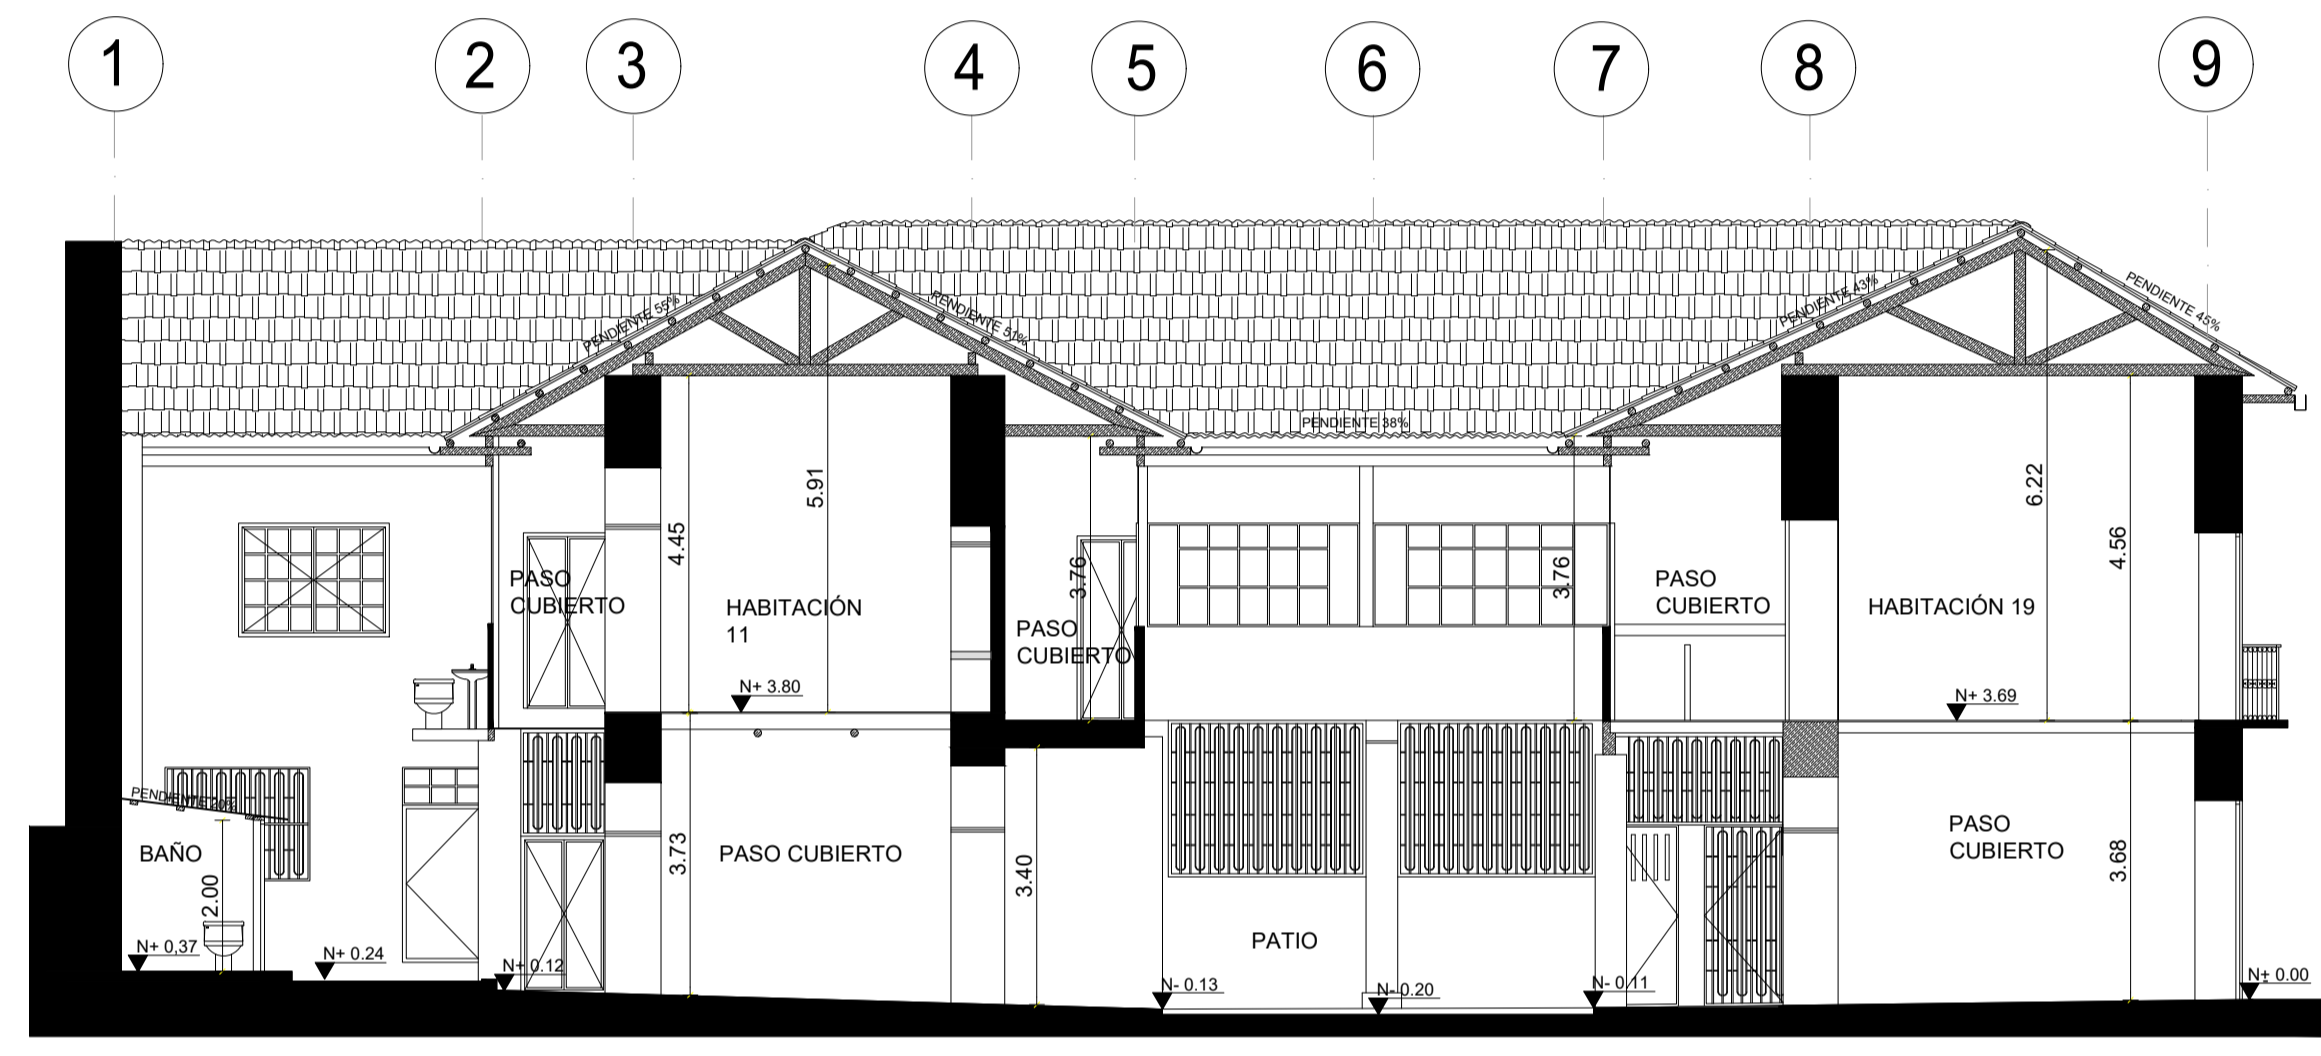 1
2
3
4
5
6
7
8
9
PENDIENTE 55%
PENDIENTE 51%
PENDIENTE 38%
PENDIENTE 43%
PENDIENTE 45%
5.91
4.45
3.76
3.76
6.22
4.56
PASO
CUBIERTO
HABITACIÓN
11
PASO
CUBIERTO
PASO
CUBIERTO
HABITACIÓN 19
N+ 3.80
N+ 3.69
PENDIENTE 20%
BAÑO
2.00
3.73
PASO CUBIERTO
3.40
PATIO
PASO
CUBIERTO
3.68
N+ 0,37
N+ 0.24
N+ 0.12
N- 0.13
N- 0.20
N- 0.11
N± 0.00